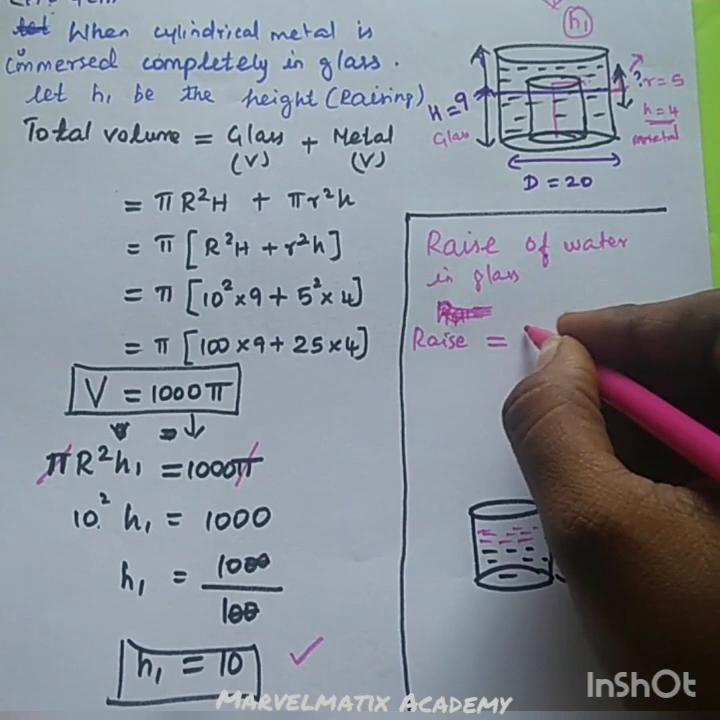 When cylindrical metal is
immersed completely in glass.
let h₁ be the height (Raising)
Total volume = Glass (V) + Metal (V)
= πR²H + πr²h
= π[R²H + r²h]
= π[10²×9 + 5²×4]
= π[100×9 + 25×4]
V = 1000π
πR²h₁ = 1000π
10² h₁ = 1000
h₁ = 1000/100
h₁ = 10 ✓
h₁
H = 9
Glass
? r = 5
h = 4
metal
D = 20
Raise of water
in glass
Raise =
MARVELMATIX ACADEMY
InShOt